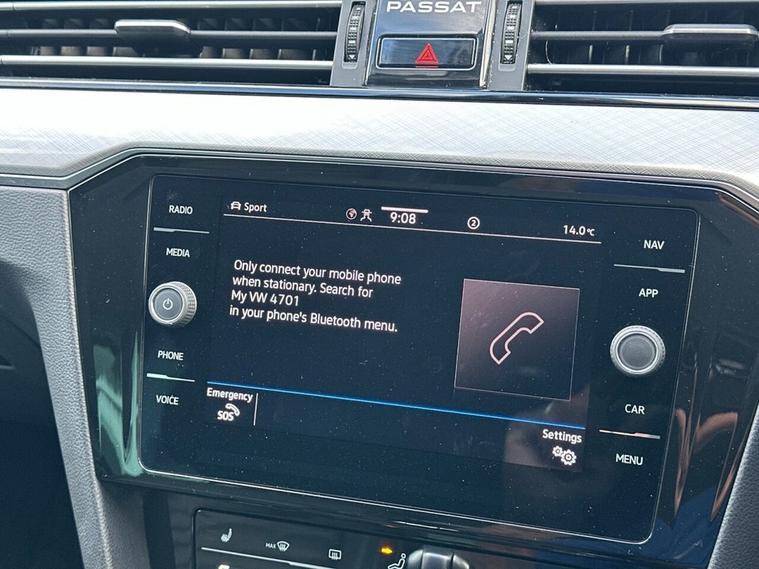 PASSAT
RADIO
MEDIA
PHONE
VOICE
Sport
9:08
2
14.0°C
Only connect your mobile phone
when stationary. Search for
My VW 4701
in your phone's Bluetooth menu.
Emergency
SOS
Settings
NAV
APP
CAR
MENU
MAX